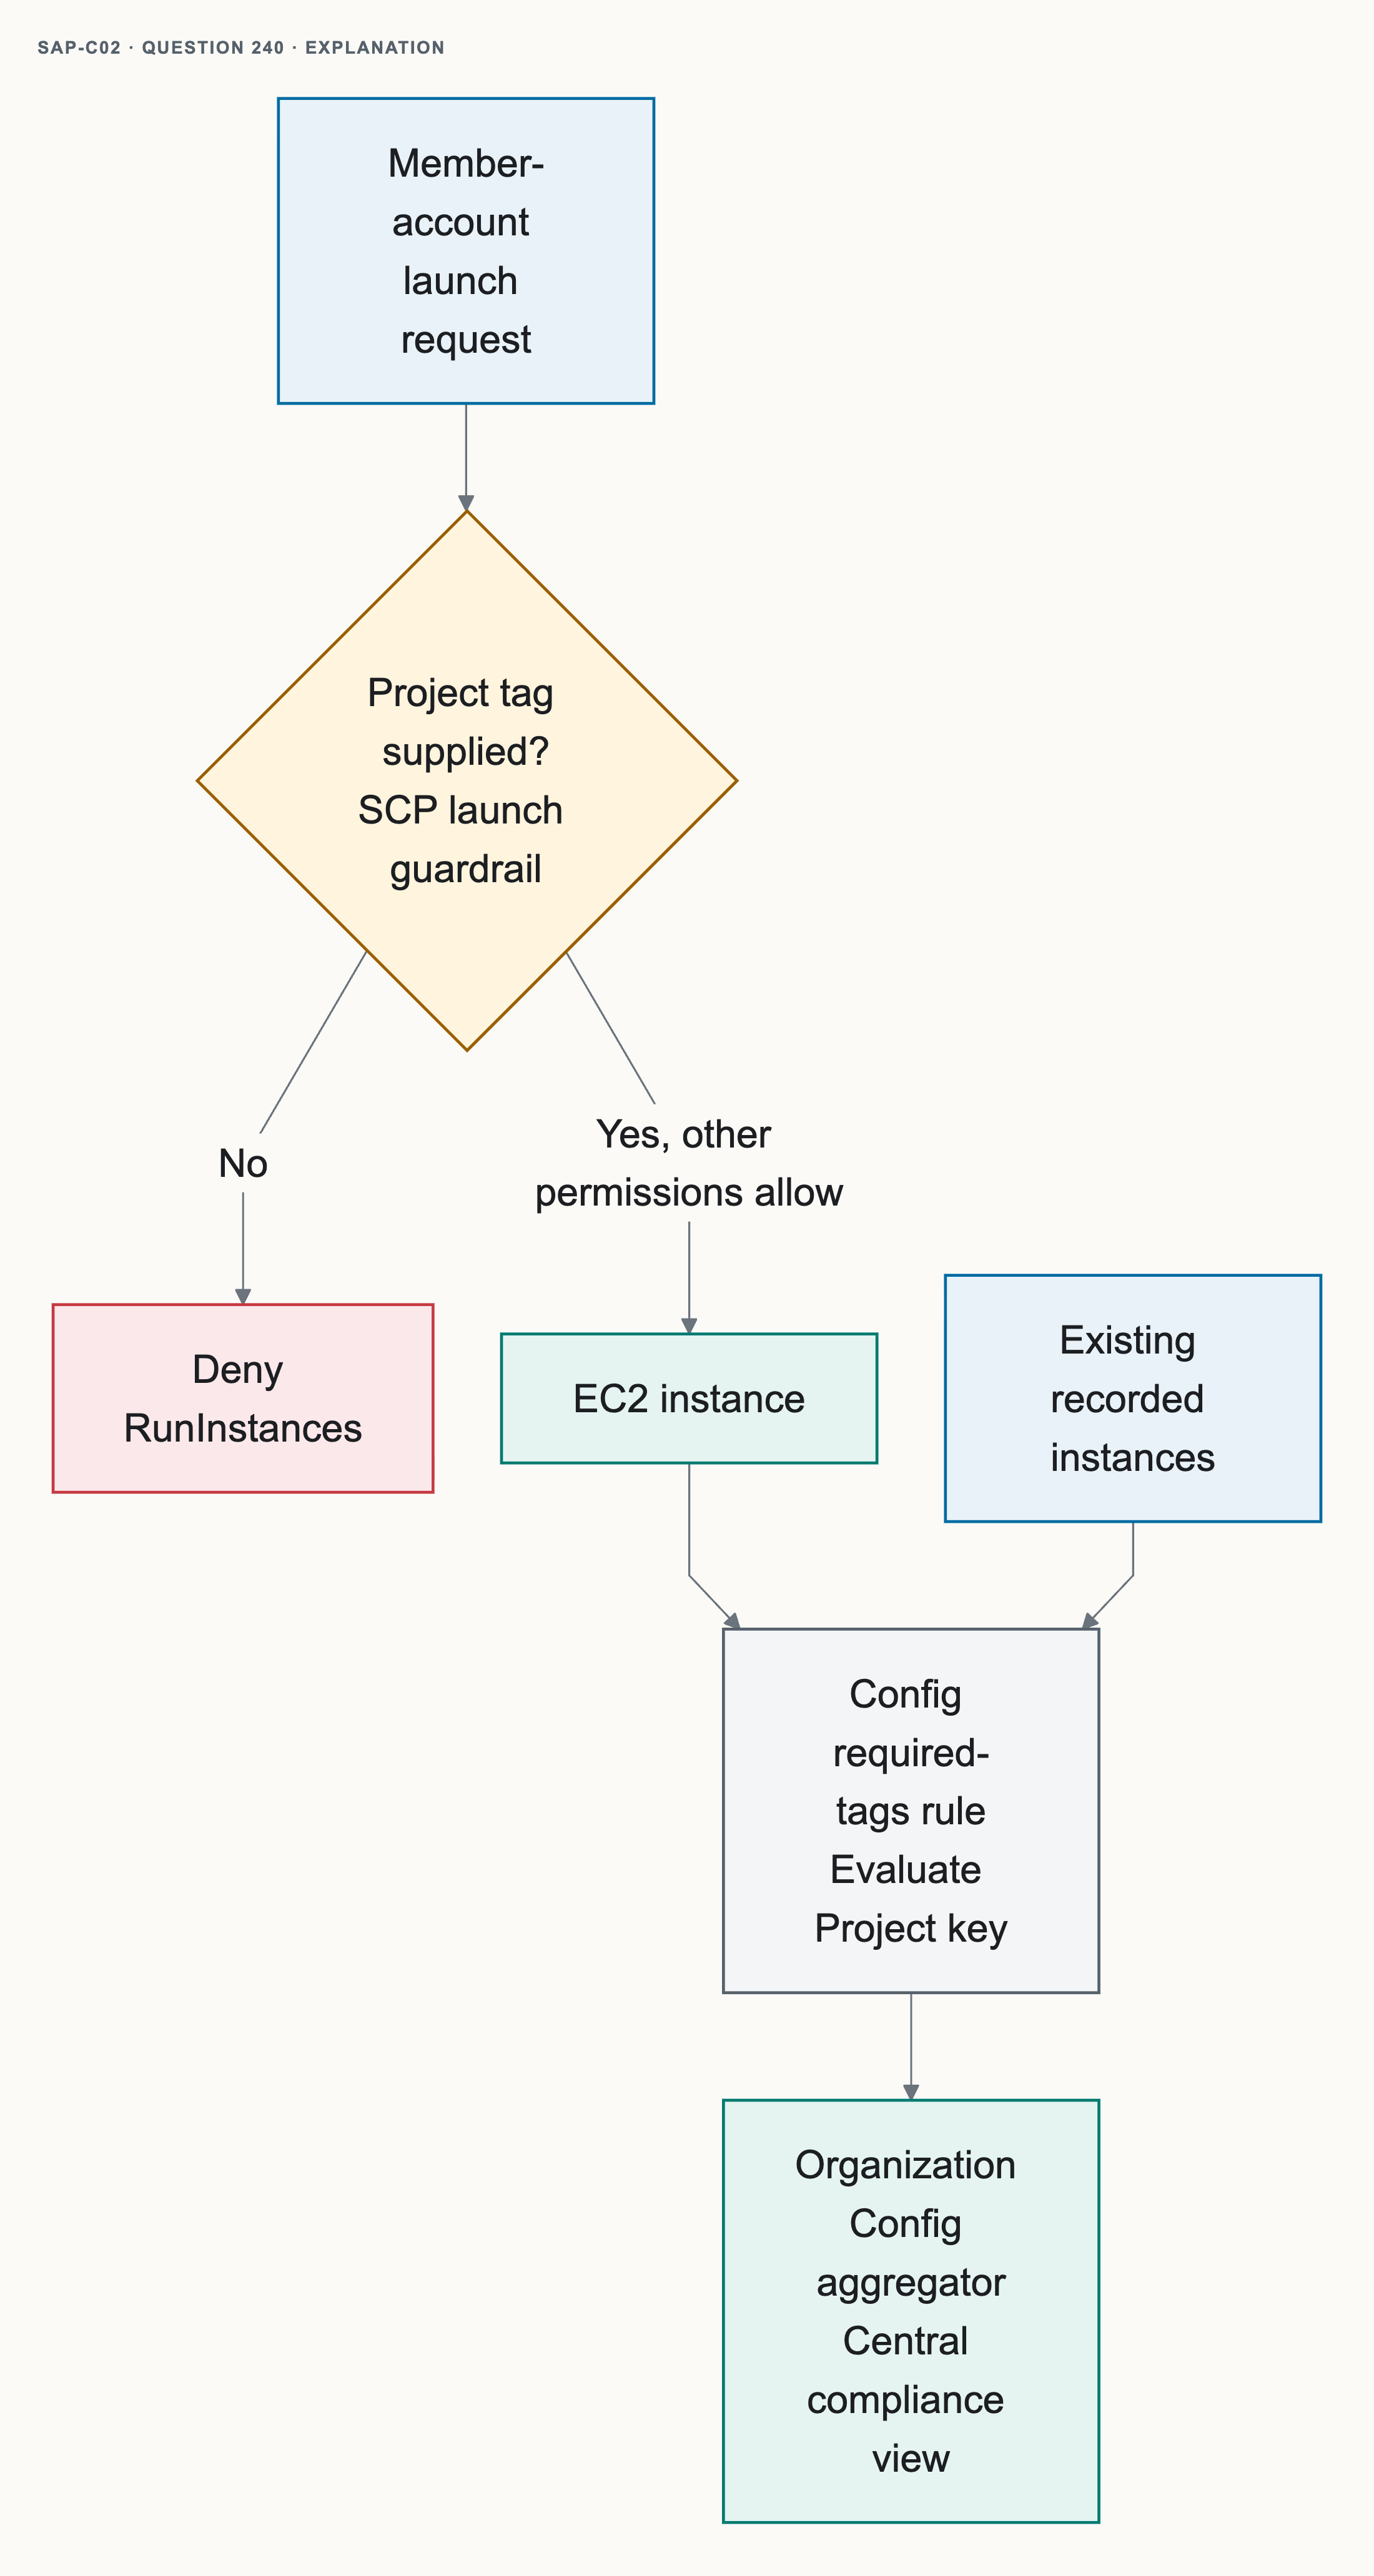 SAP-C02 · QUESTION 240 · EXPLANATION
Member-
account
launch
request
Project tag
supplied?
SCP launch
guardrail
No
Yes, other
permissions allow
Deny
RunInstances
EC2 instance
Existing
recorded
instances
Config
required-
tags rule
Evaluate
Project key
Organization
Config
aggregator
Central
compliance
view